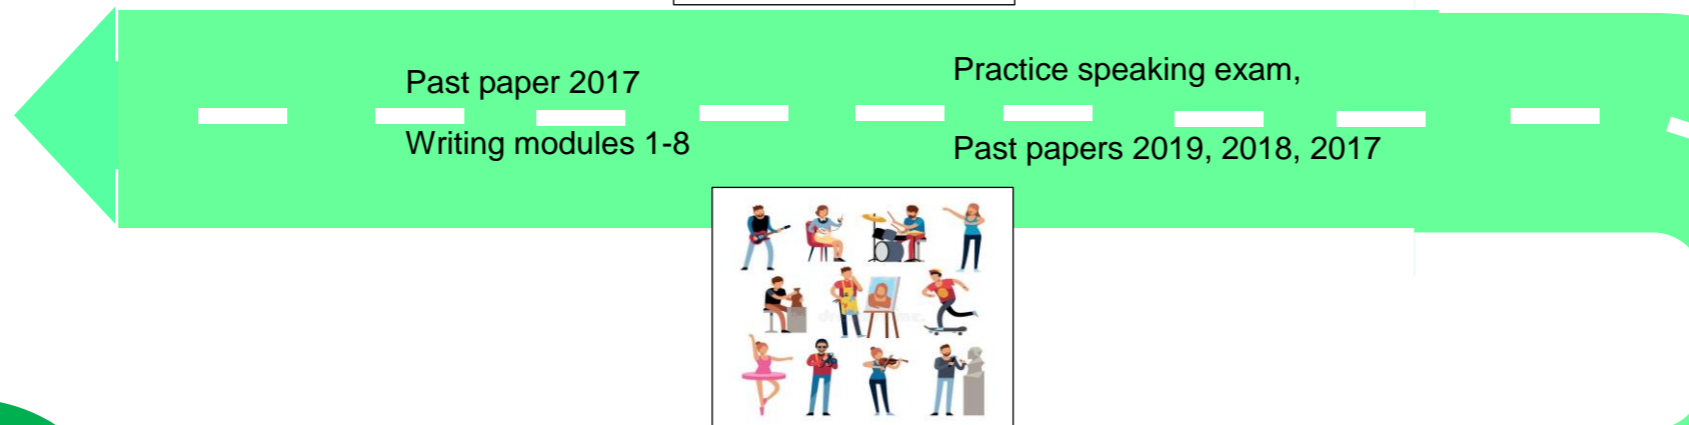 Past paper 2017
Writing modules 1-8
Practice speaking exam,
Past papers 2019, 2018, 2017